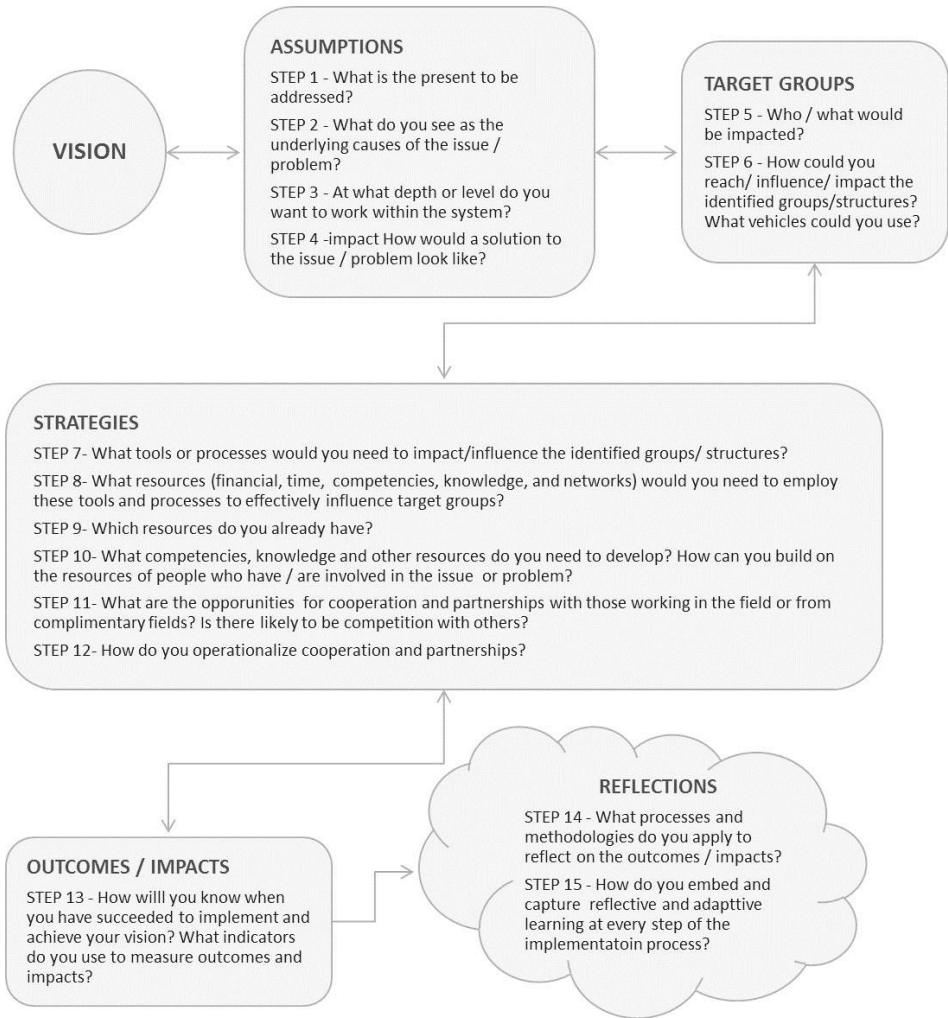 VISION
ASSUMPTIONS
STEP 1 - What is the present to be
addressed?
STEP 2 - What do you see as the
underlying causes of the issue /
problem?
STEP 3 - At what depth or level do you
want to work within the system?
STEP 4 -impact How would a solution to
the issue / problem look like?
TARGET GROUPS
STEP 5 - Who / what would
be impacted?
STEP 6 - How could you
reach/ influence/ impact the
identified groups/structures?
What vehicles could you use?
STRATEGIES
STEP 7- What tools or processes would you need to impact/influence the identified groups/ structures?
STEP 8- What resources (financial, time, competencies, knowledge, and networks) would you need to employ
these tools and processes to effectively influence target groups?
STEP 9- Which resources do you already have?
STEP 10- What competencies, knowledge and other resources do you need to develop? How can you build on
the resources of people who have / are involved in the issue or problem?
STEP 11- What are the opporunities for cooperation and partnerships with those working in the field or from
complimentary fields? Is there likely to be competition with others?
STEP 12- How do you operationalize cooperation and partnerships?
OUTCOMES / IMPACTS
STEP 13 - How willl you know when
you have succeeded to implement and
achieve your vision? What indicators
do you use to measure outcomes and
impacts?
REFLECTIONS
STEP 14 - What processes and
methodologies do you apply to
reflect on the outcomes / impacts?
STEP 15 - How do you embed and
capture reflective and adapttive
learning at every step of the
implementatoin process?